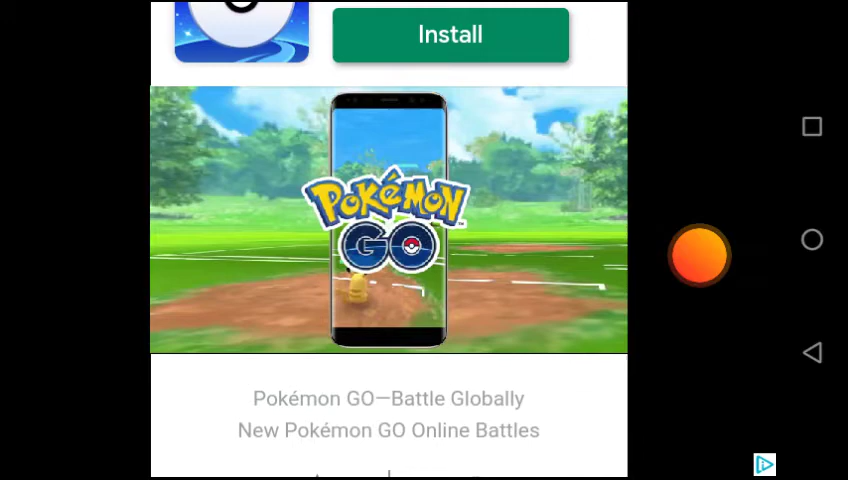 Install
POKÉMON
GO
Pokémon GO—Battle Globally
New Pokémon GO Online Battles